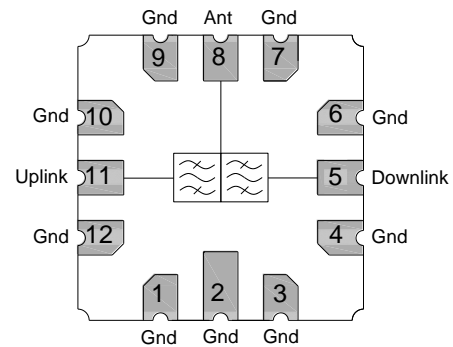 Gnd Ant Gnd
9 8 7
Gnd 10 6 Gnd
Uplink 11 5 Downlink
Gnd 12 4 Gnd
1 2 3
Gnd Gnd Gnd